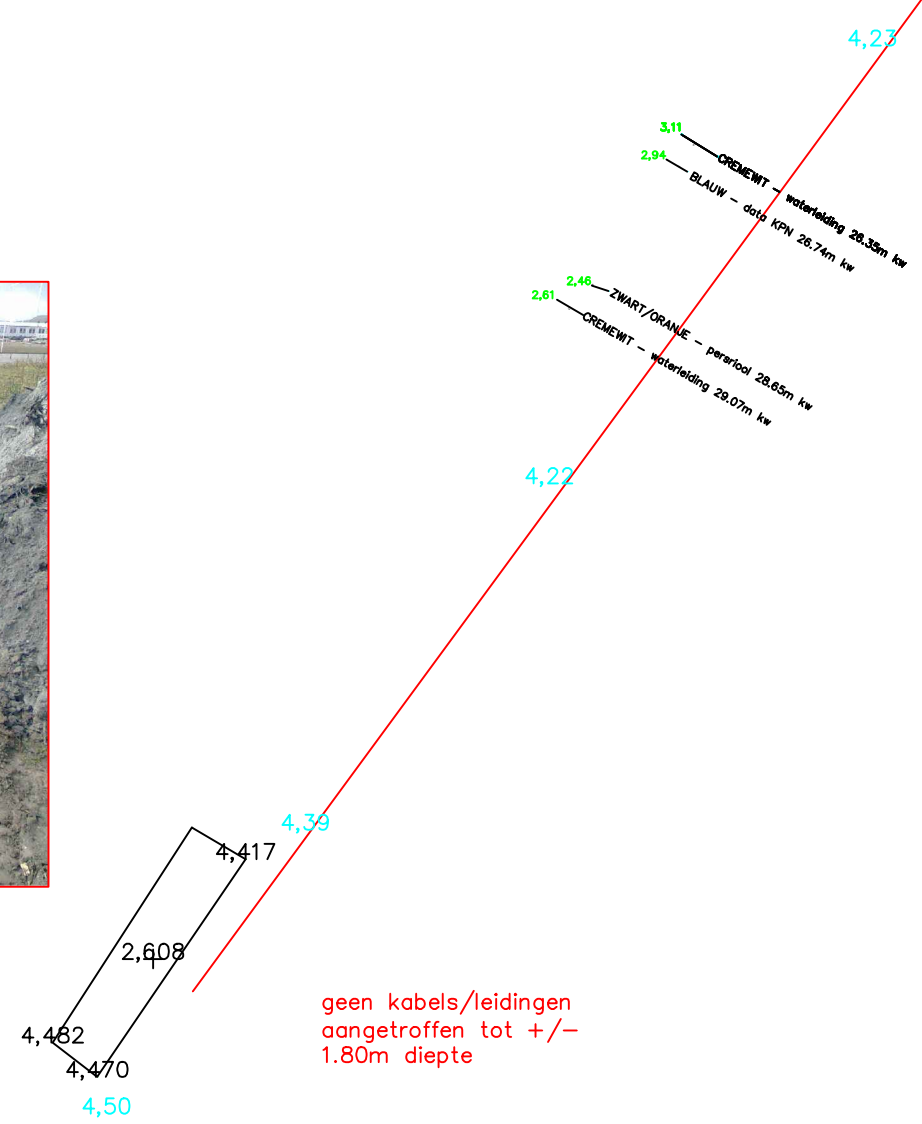 4,23
3,11
CREMEWIT - waterleiding 26.35m kw
2,94
BLAUW - data KPN 26.74m kw
2,46
ZWART/ORANJE - persriool 28.65m kw
2,61
CREMEWIT - waterleiding 29.07m kw
4,22
4,39
4,417
2,608
geen kabels/leidingen
aangetroffen tot +/-
1.80m diepte
4,482
4,470
4,50